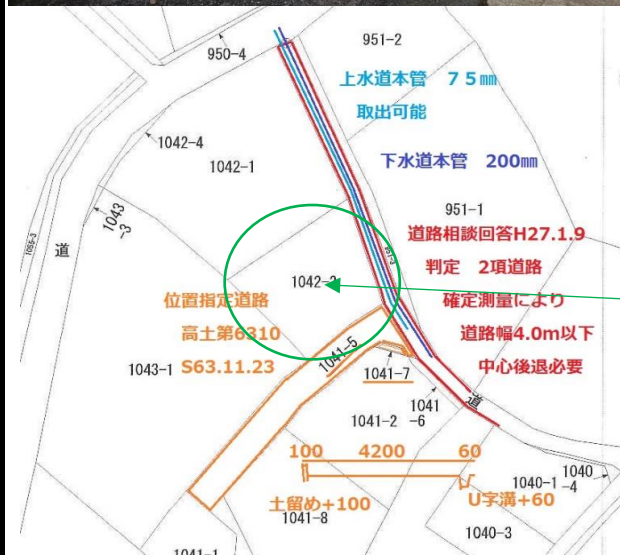 950-4
951-2
上水道本管 75㎜
取出可能
1042-4
1042-1
下水道本管 200㎜
1043
-3
951-1
1055-3
道
道路相談回答H27.1.9
判定 2項道路
確定測量により
道路幅4.0m以下
中心後退必要
951-3
位置指定道路
高土第6310
S63.11.23
1043-1
1041-5
1041-7
1041
-6
道
1041-2
100 4200 60
土留め+100
U字溝+60
1041-8
1040-1
1040
-4
1040-3
1041-1